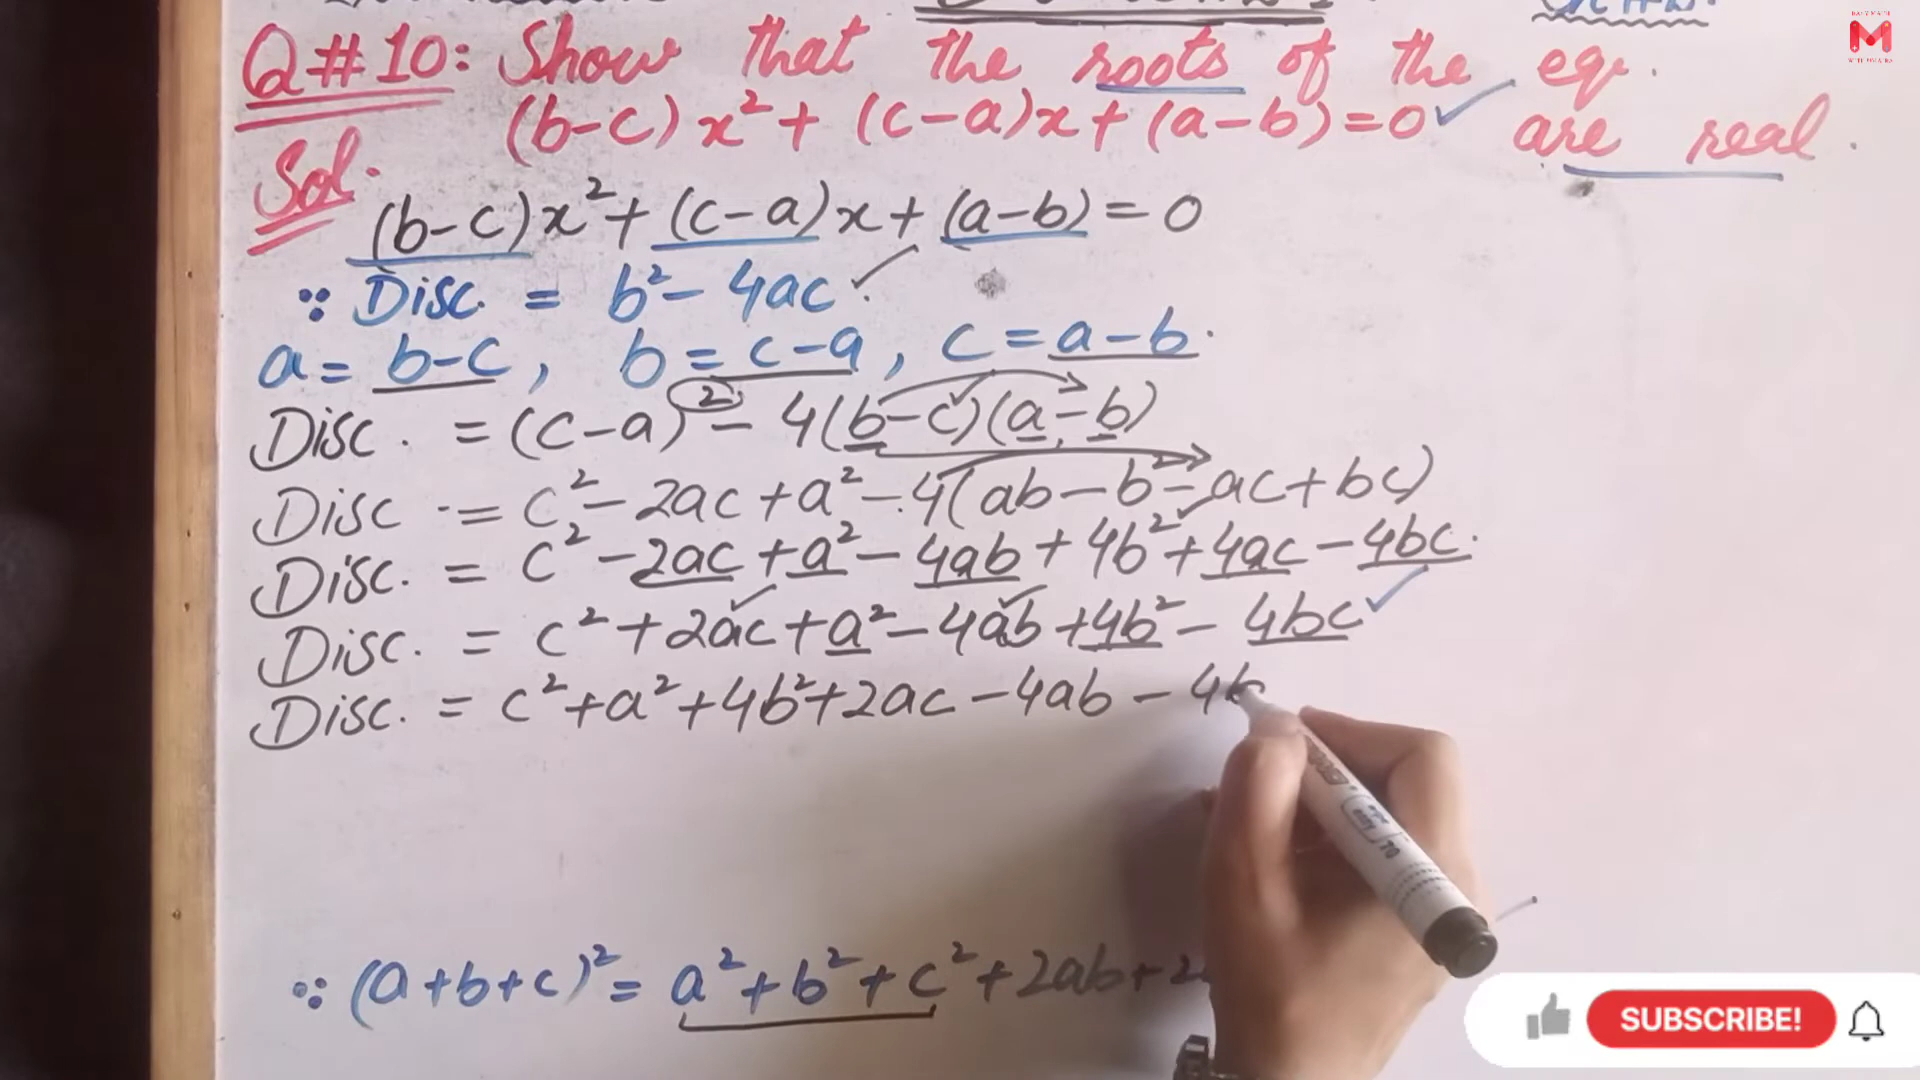 Q#10: Show that the roots of the eq.
(b-c)x²+(c-a)x+(a-b)=0 are real.
Sol.
(b-c)x²+(c-a)x+(a-b)=0
∵ Disc. = b²-4ac.
a = b-c, b = c-a, c = a-b.
Disc. = (c-a)²-4(b-c)(a-b)
Disc. = c²-2ac+a²-4(ab-b²-ac+bc)
Disc. = c²-2ac+a²-4ab+4b²+4ac-4bc.
Disc. = c²+2ac+a²-4ab+4b²-4bc
Disc. = c²+a²+4b²+2ac-4ab-4b
∵ (a+b+c)² = a²+b²+c²+2ab+2
SUBSCRIBE!